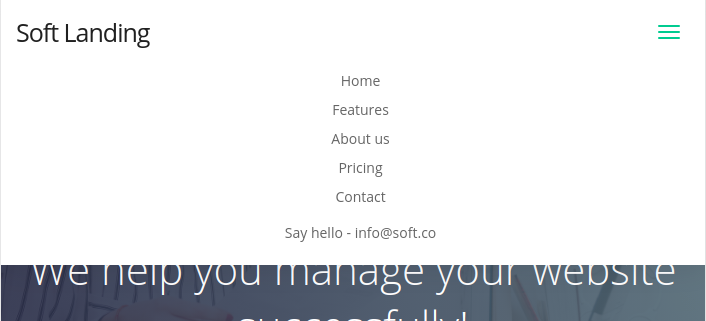 Soft Landing
Home
Features
About us
Pricing
Contact
Say hello - info@soft.co
We help you manage your website
successfully!